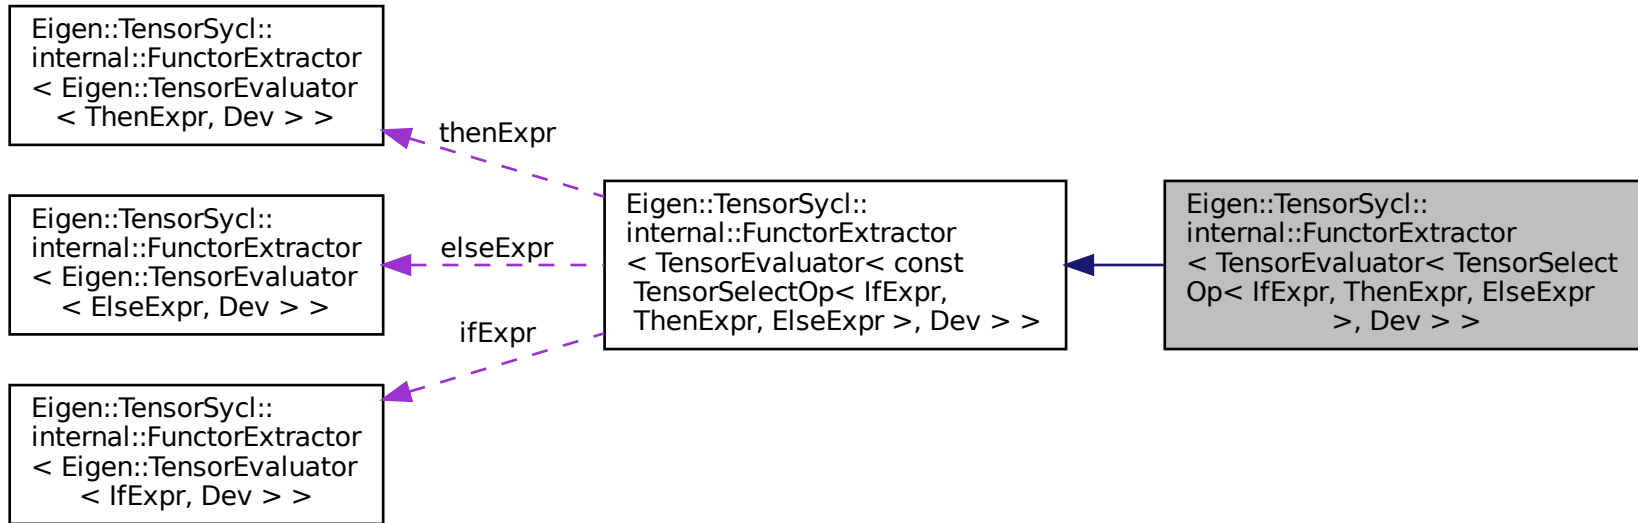 Eigen::TensorSycl::
internal::FunctorExtractor
< Eigen::TensorEvaluator
< ThenExpr, Dev > >
thenExpr
Eigen::TensorSycl::
internal::FunctorExtractor
< Eigen::TensorEvaluator
< ElseExpr, Dev > >
elseExpr
Eigen::TensorSycl::
internal::FunctorExtractor
< Eigen::TensorEvaluator
< IfExpr, Dev > >
ifExpr
Eigen::TensorSycl::
internal::FunctorExtractor
< TensorEvaluator< const
TensorSelectOp< IfExpr,
ThenExpr, ElseExpr >, Dev > >
Eigen::TensorSycl::
internal::FunctorExtractor
< TensorEvaluator< TensorSelect
Op< IfExpr, ThenExpr, ElseExpr
>, Dev > >